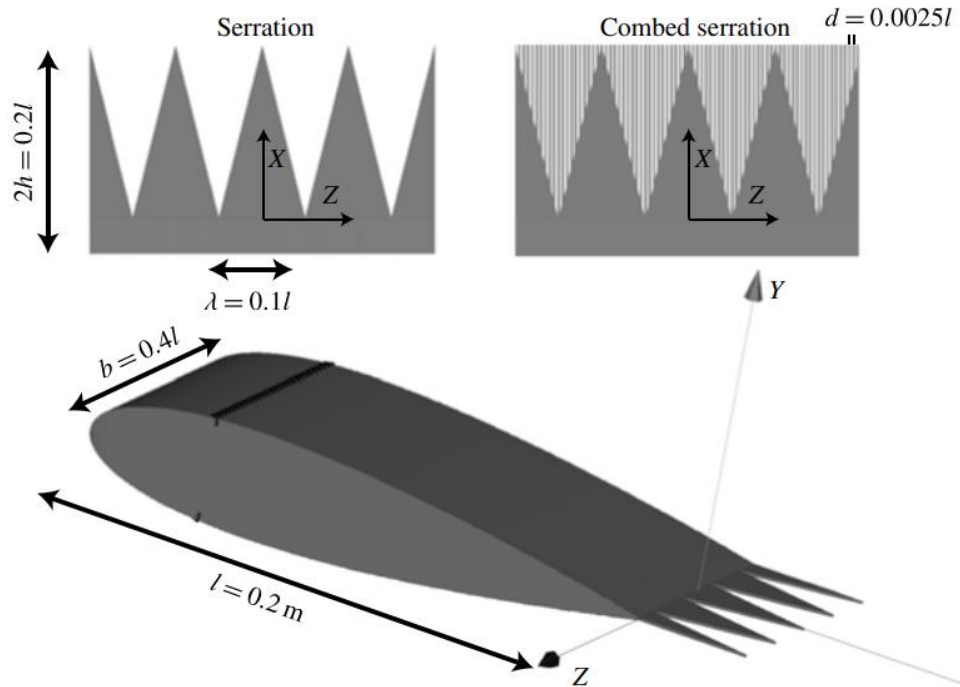 Serration
Combed serration
d = 0.0025l
2h = 0.2l
X
Z
X
Z
λ = 0.1l
Y
b = 0.4l
l = 0.2 m
Z